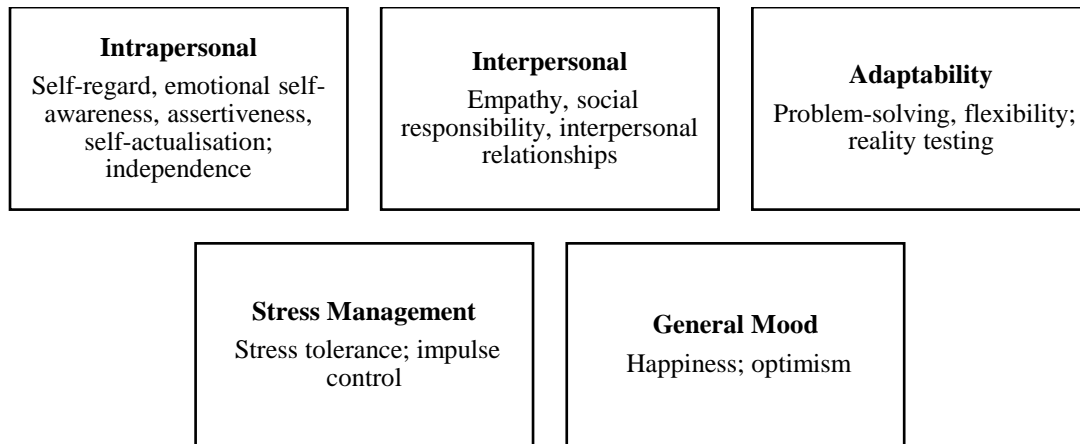 Intrapersonal
Self-regard, emotional self-
awareness, assertiveness,
self-actualisation;
independence
Interpersonal
Empathy, social
responsibility, interpersonal
relationships
Adaptability
Problem-solving, flexibility;
reality testing
Stress Management
Stress tolerance; impulse
control
General Mood
Happiness; optimism